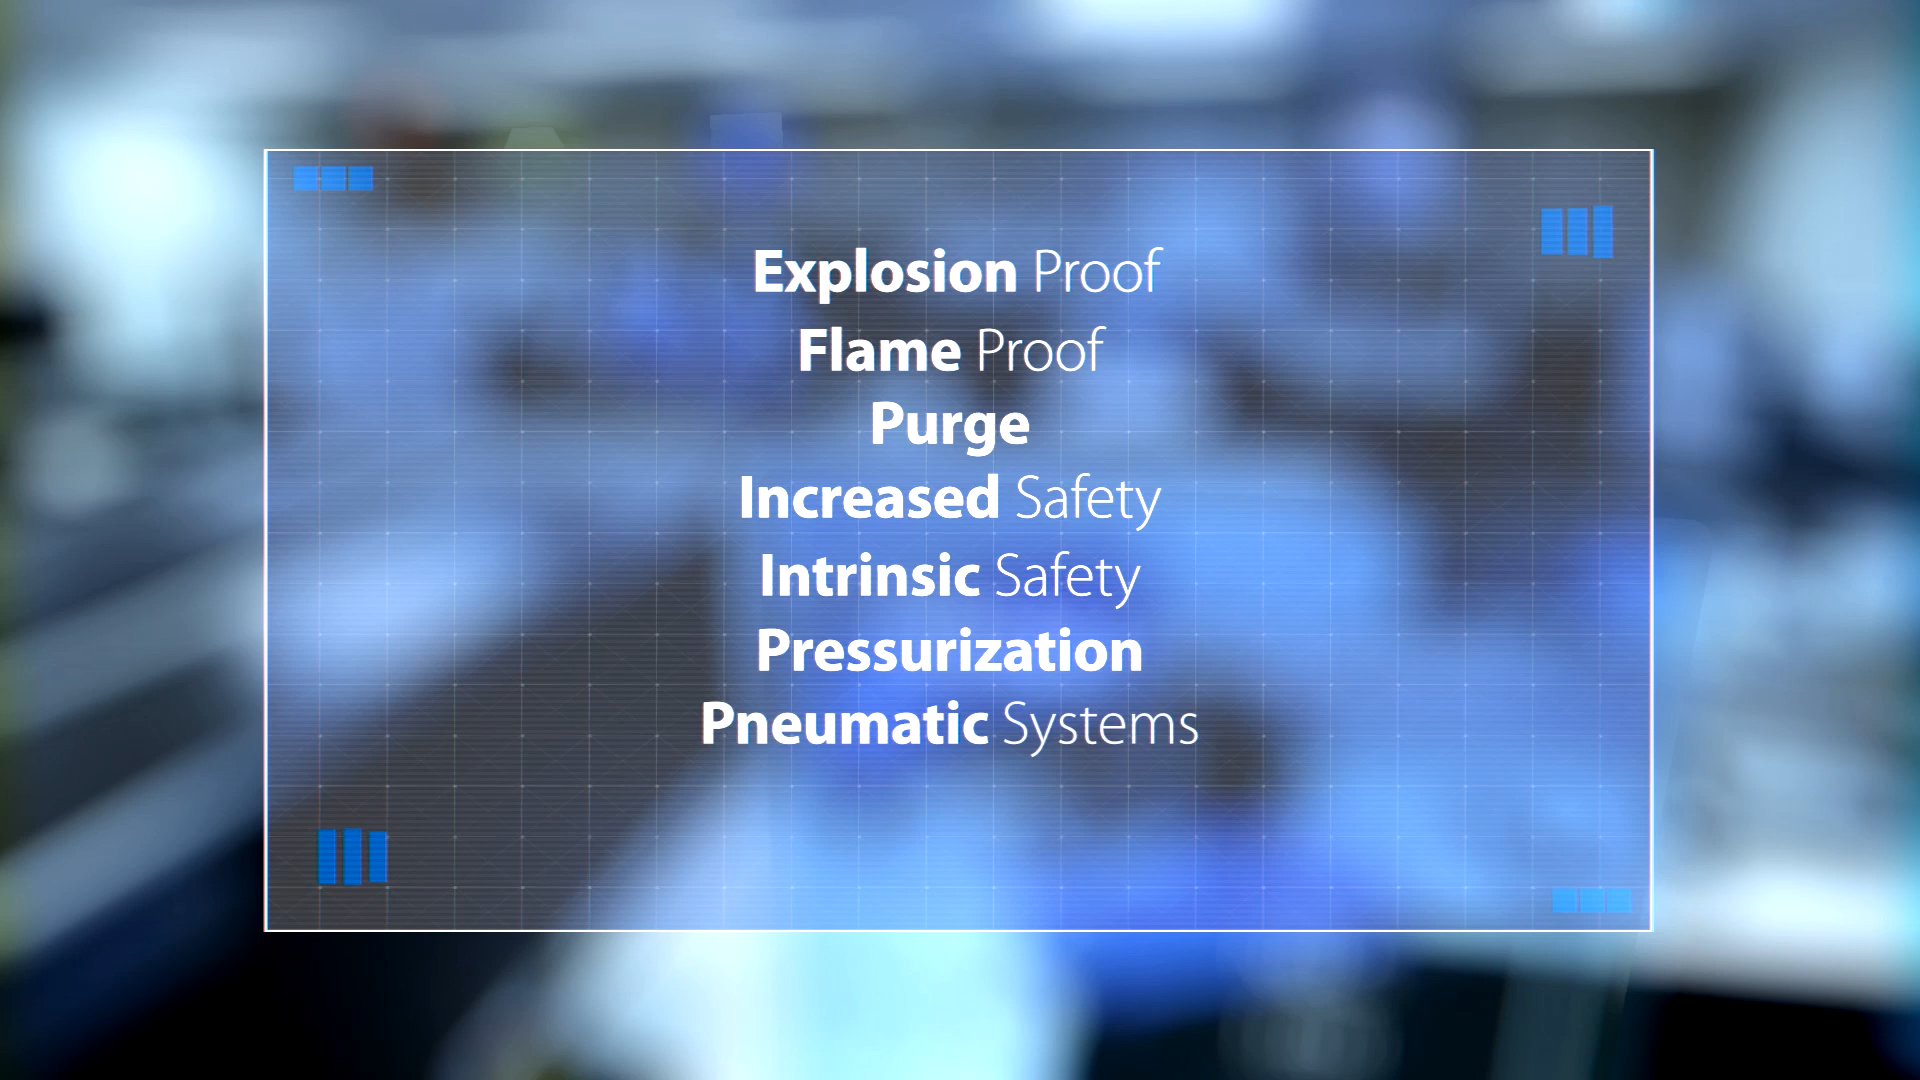 Explosion Proof
Flame Proof
Purge
Increased Safety
Intrinsic Safety
Pressurization
Pneumatic Systems